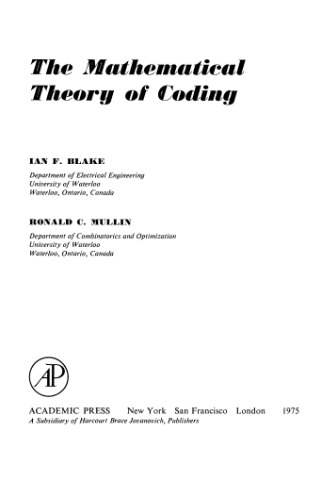 The Mathematical
Theory of Coding
IAN F. BLAKE
Department of Electrical Engineering
University of Waterloo
Waterloo, Ontario, Canada
RONALD C. MULLIN
Department of Combinatorics and Optimization
University of Waterloo
Waterloo, Ontario, Canada
AP
ACADEMIC PRESS New York San Francisco London 1975
A Subsidiary of Harcourt Brace Jovanovich, Publishers